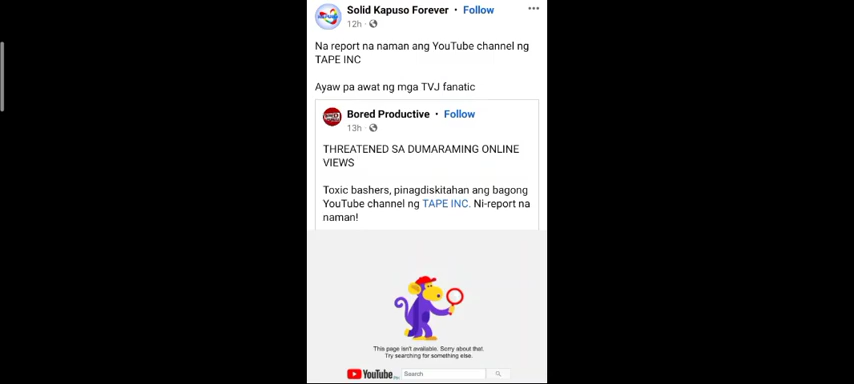 Solid Kapuso Forever · Follow
12h ·
Na report na naman ang YouTube channel ng
TAPE INC
Ayaw pa awat ng mga TVJ fanatic
Bored Productive · Follow
13h ·
THREATENED SA DUMARAMING ONLINE
VIEWS
Toxic bashers, pinagdiskitahan ang bagong
YouTube channel ng TAPE INC. Ni-report na
naman!
This page isn't available. Sorry about that.
Try searching for something else.
YouTube PH Search